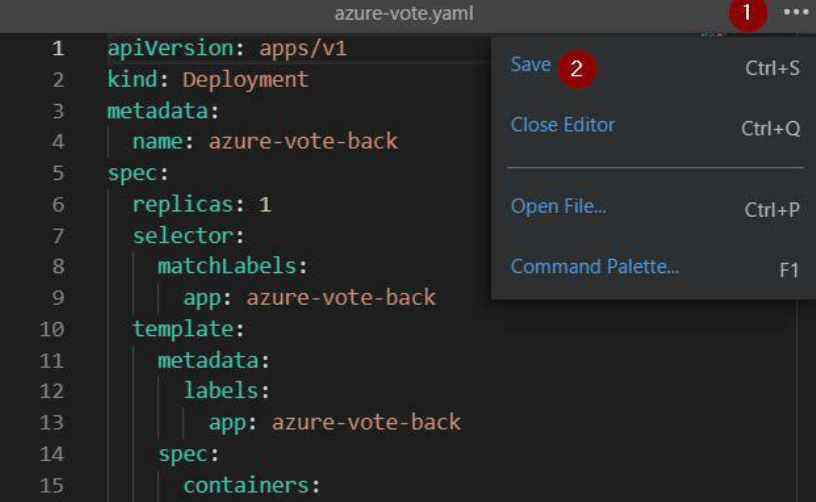 azure-vote.yaml 1 ...
1 apiVersion: apps/v1
2 kind: Deployment
3 metadata:
4 name: azure-vote-back
5 spec:
6 replicas: 1
7 selector:
8 matchLabels:
9 app: azure-vote-back
10 template:
11 metadata:
12 labels:
13 app: azure-vote-back
14 spec:
15 containers:
Save 2 Ctrl+S
Close Editor Ctrl+Q
Open File... Ctrl+P
Command Palette... F1